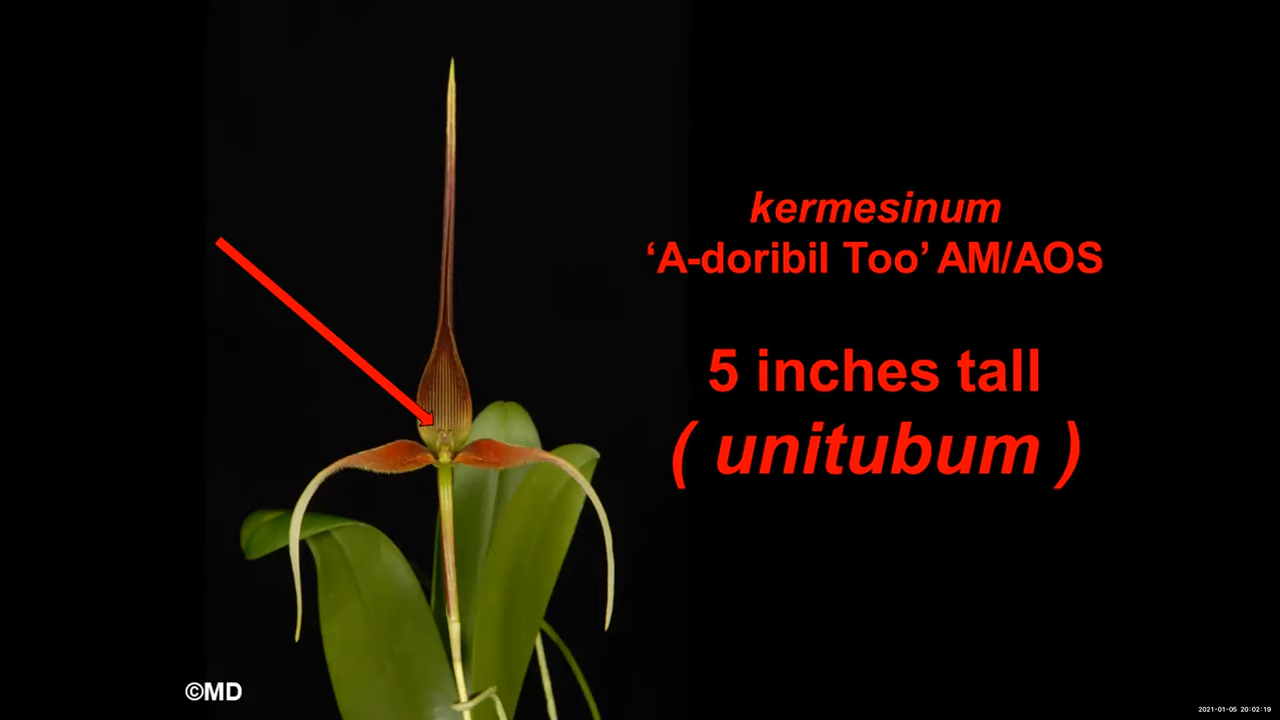 kermesinum
‘A-doribil Too’ AM/AOS
5 inches tall
( unitubum )
©MD
2021-01-05 20:02:19